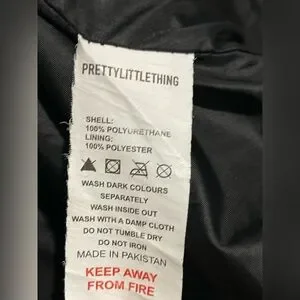 PRETTYLITTLETHING
SHELL:
100% POLYURETHANE
LINING:
100% POLYESTER
WASH DARK COLOURS
SEPARATELY
WASH INSIDE OUT
WASH WITH A DAMP CLOTH
DO NOT TUMBLE DRY
DO NOT IRON
MADE IN PAKISTAN
KEEP AWAY
FROM FIRE